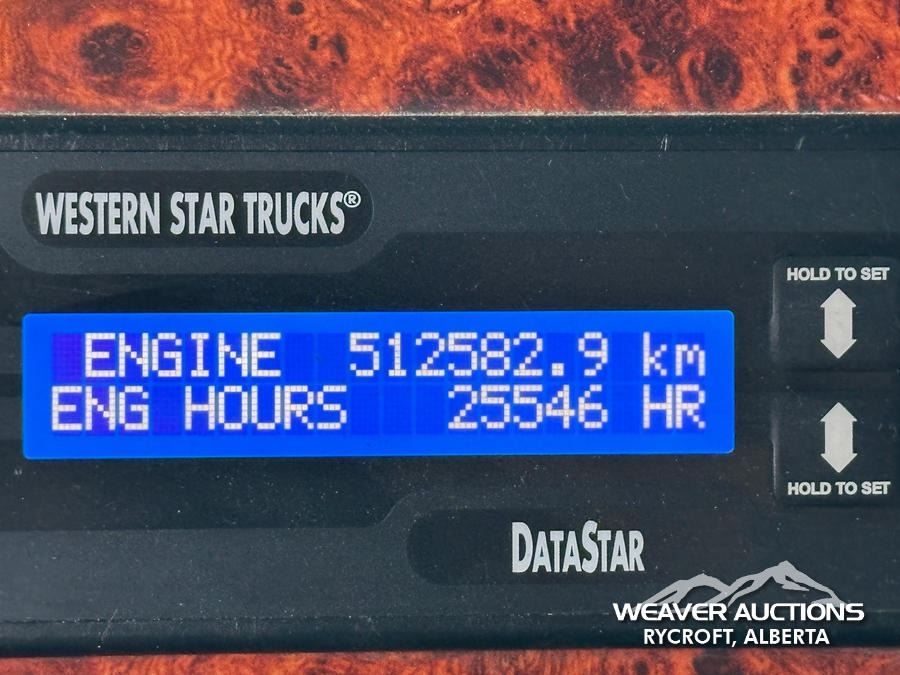 WESTERN STAR TRUCKS®
HOLD TO SET
ENGINE 512582.9 km
ENG HOURS 25546 HR
HOLD TO SET
DATASTAR
WEAVER AUCTIONS
RYCROFT, ALBERTA